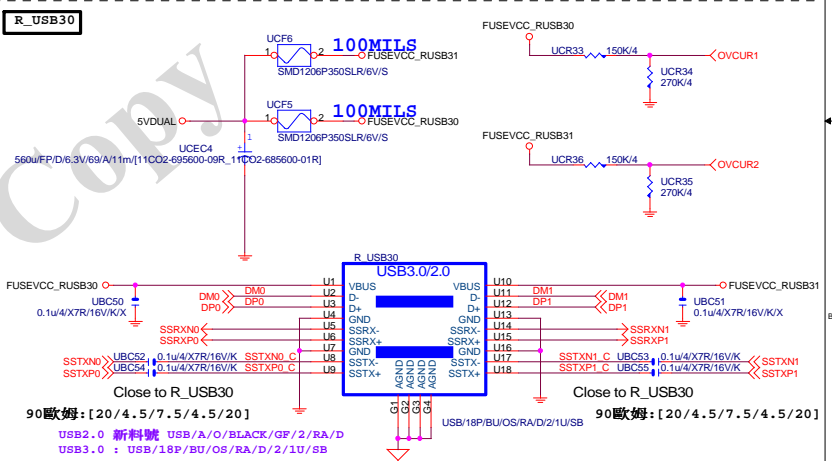 R_USB30
Copy
UCF6
1
2
100MILS
FUSEVCC_RUSB31
SMD1206P350SLR/6V/S
5VDUAL
UCF5
1
2
100MILS
FUSEVCC_RUSB30
SMD1206P350SLR/6V/S
1
+
UCEC4
560u/FP/D/6.3V/69/A/11m/[11CO2-695600-09R_11CO2-685600-01R]
FUSEVCC_RUSB30
UCR33
150K/4
OVCUR1
UCR34
270K/4
FUSEVCC_RUSB31
UCR36
150K/4
OVCUR2
UCR35
270K/4
R_USB30
USB3.0/2.0
FUSEVCC_RUSB30
UBC50
0.1u/4/X7R/16V/K/X
DM0 DM0
DP0 DP0
SSRXN0
SSRXP0
SSTXN0 UBC52 0.1u/4/X7R/16V/K SSTXN0_C
SSTXP0 UBC54 0.1u/4/X7R/16V/K SSTXP0_C
U1 VBUS
U2 D-
U3 D+
U4 GND
U5 SSRX-
U6 SSRX+
U7 GND
U8 SSTX-
U9 SSTX+
VBUS U10
D- U11
D+ U12
GND U13
SSRX- U14
SSRX+ U15
GND U16
SSTX- U17
SSTX+ U18
AGND AGND AGND AGND
G1 G2 G3 G4
FUSEVCC_RUSB31
UBC51
0.1u/4/X7R/16V/K/X
DM1 DM1
DP1 DP1
SSRXN1
SSRXP1
SSTXN1_C UBC53 0.1u/4/X7R/16V/K SSTXN1
SSTXP1_C UBC55 0.1u/4/X7R/16V/K SSTXP1
Close to R_USB30
Close to R_USB30
90歐姆:[20/4.5/7.5/4.5/20]
90歐姆:[20/4.5/7.5/4.5/20]
USB/18P/BU/OS/RA/D/2/1U/SB
USB2.0 新料號 USB/A/O/BLACK/GF/2/RA/D
USB3.0 : USB/18P/BU/OS/RA/D/2/1U/SB
B